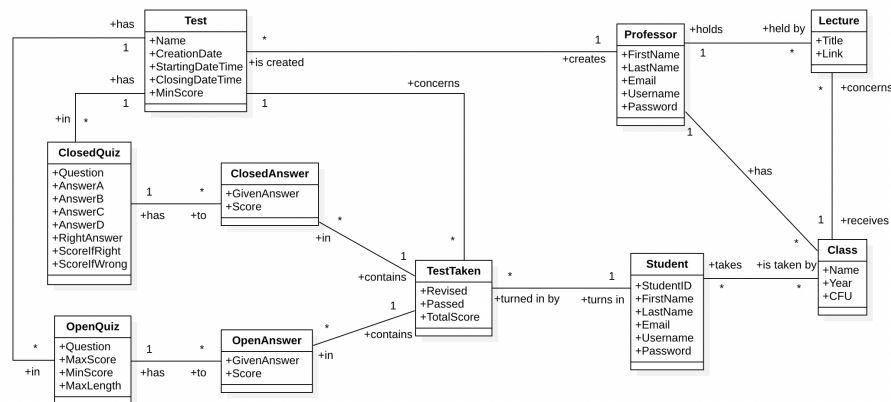 Test
+Name
+CreationDate
+StartingDateTime
+ClosingDateTime
+MinScore
+has
1
+has
1
*
+is created
1
+creates
Professor
+FirstName
+LastName
+Email
+Username
+Password
+holds
1
+held by
*
Lecture
+Title
+Link
*
+concerns
+concerns
1
+in
*
ClosedQuiz
+Question
+AnswerA
+AnswerB
+AnswerC
+AnswerD
+RightAnswer
+ScoreIfRight
+ScoreIfWrong
1
+has
*
+to
ClosedAnswer
+GivenAnswer
+Score
*
+in
1
+contains
*
TestTaken
+Revised
+Passed
+TotalScore
1
+contains
*
+turned in by
1
+turns in
Student
+StudentID
+FirstName
+LastName
+Email
+Username
+Password
+takes
*
+is taken by
*
1
+has
*
1
+receives
Class
+Name
+Year
+CFU
OpenQuiz
+Question
+MaxScore
+MinScore
+MaxLength
*
+in
1
+has
*
+to
OpenAnswer
+GivenAnswer
+Score
*
+in